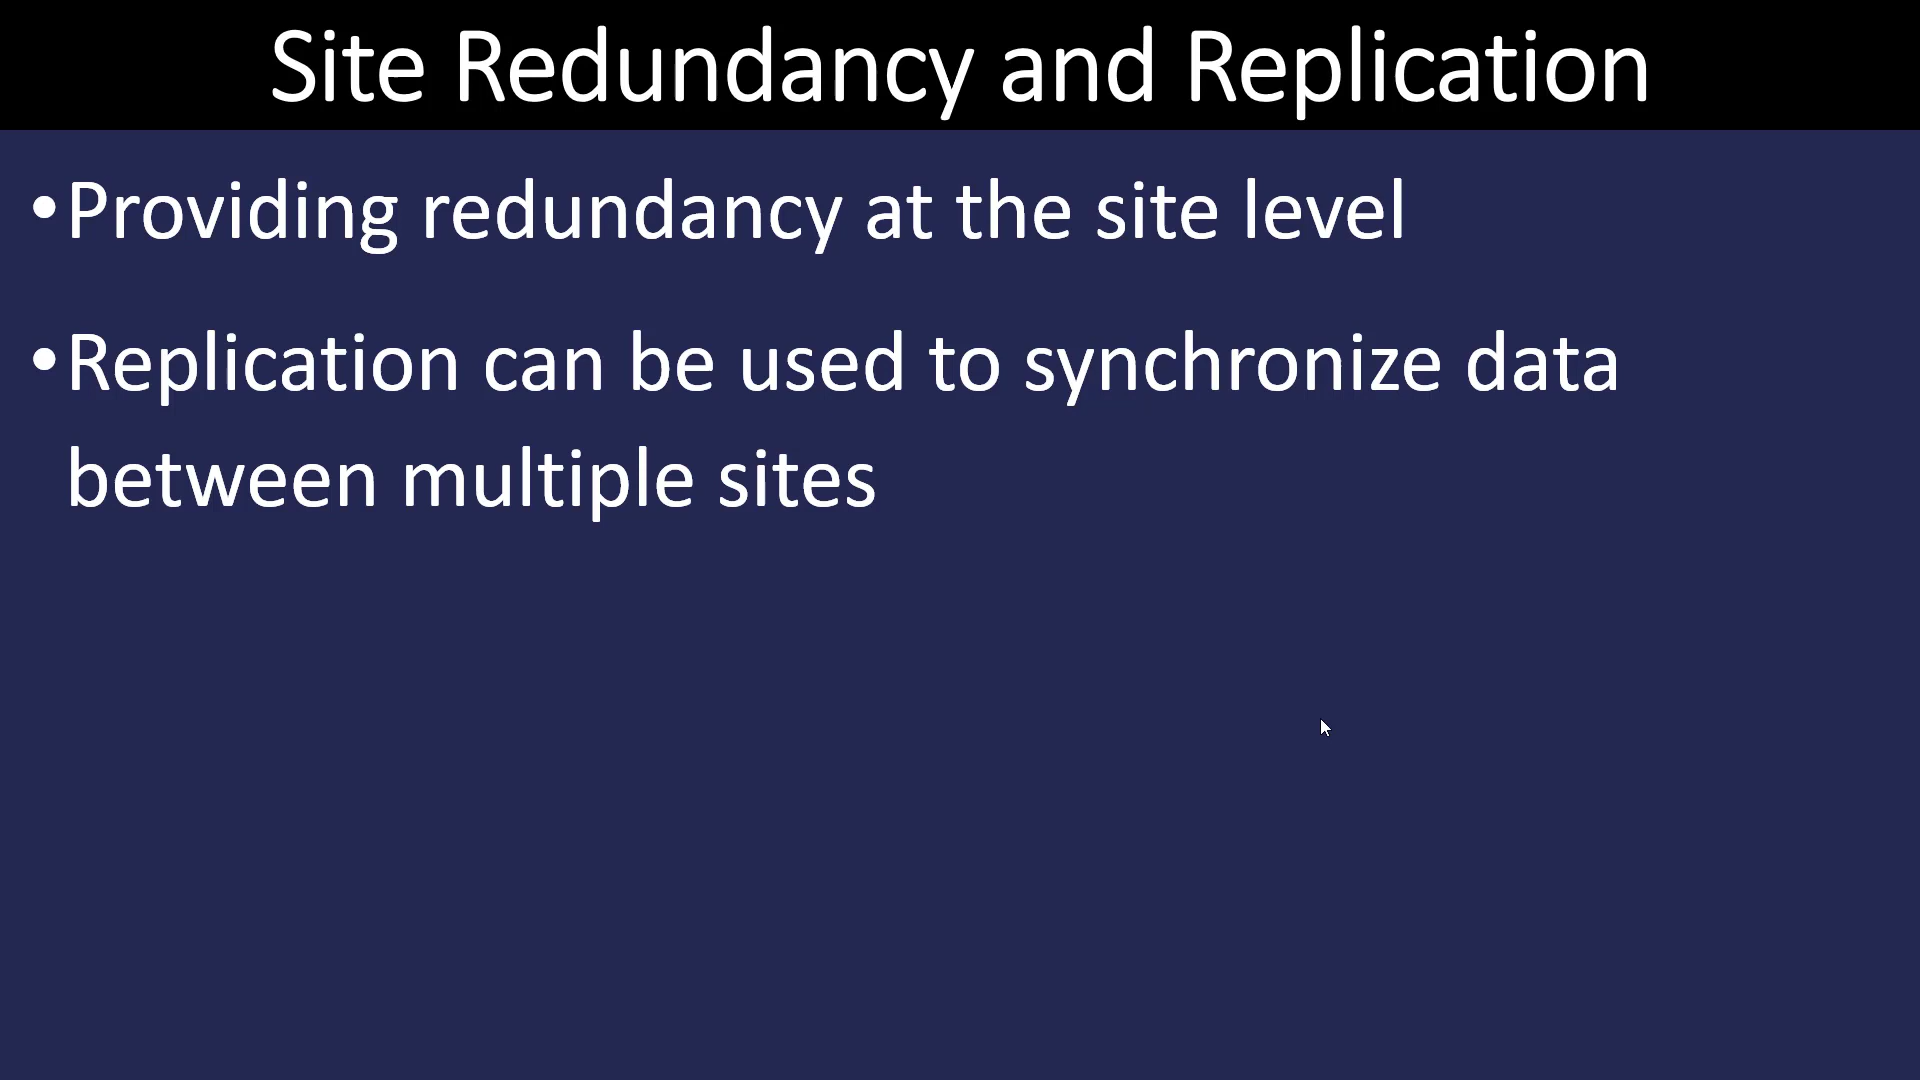 Site Redundancy and Replication
•Providing redundancy at the site level
•Replication can be used to synchronize data
between multiple sites